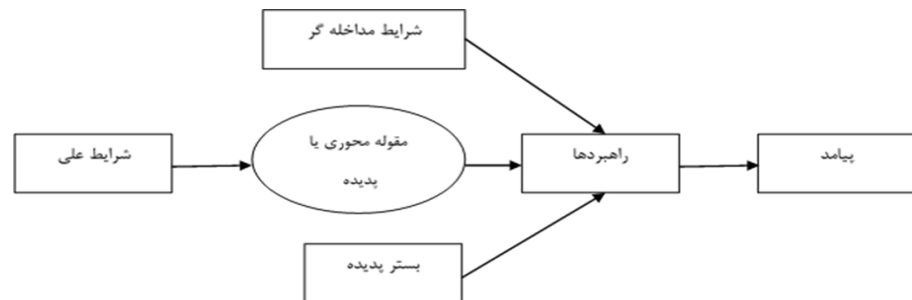 شرایط مداخله گر
شرایط علی
مقوله محوری یا
پدیده
راهبردها
پیامد
بستر پدیده